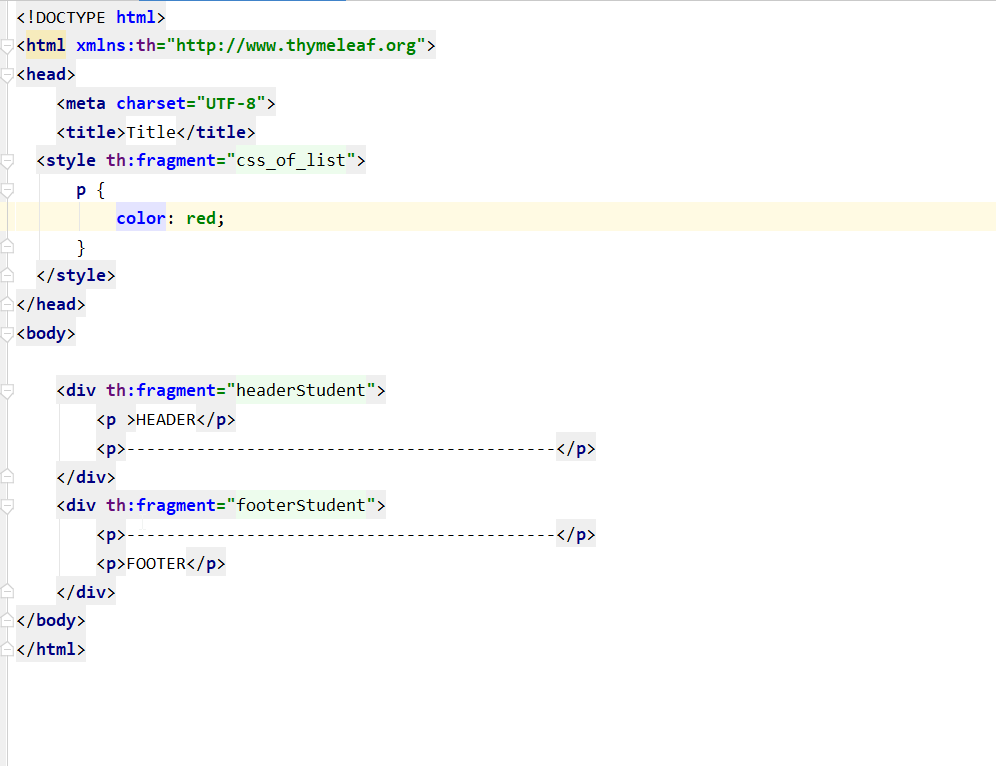 <!DOCTYPE html>
<html xmlns:th="http://www.thymeleaf.org">
<head>
    <meta charset="UTF-8">
    <title>Title</title>
  <style th:fragment="css_of_list">
      p {
          color: red;
      }
  </style>
</head>
<body>
    <div th:fragment="headerStudent">
        <p >HEADER</p>
        <p>-------------------------------------------</p>
    </div>
    <div th:fragment="footerStudent">
        <p>-------------------------------------------</p>
        <p>FOOTER</p>
    </div>
</body>
</html>